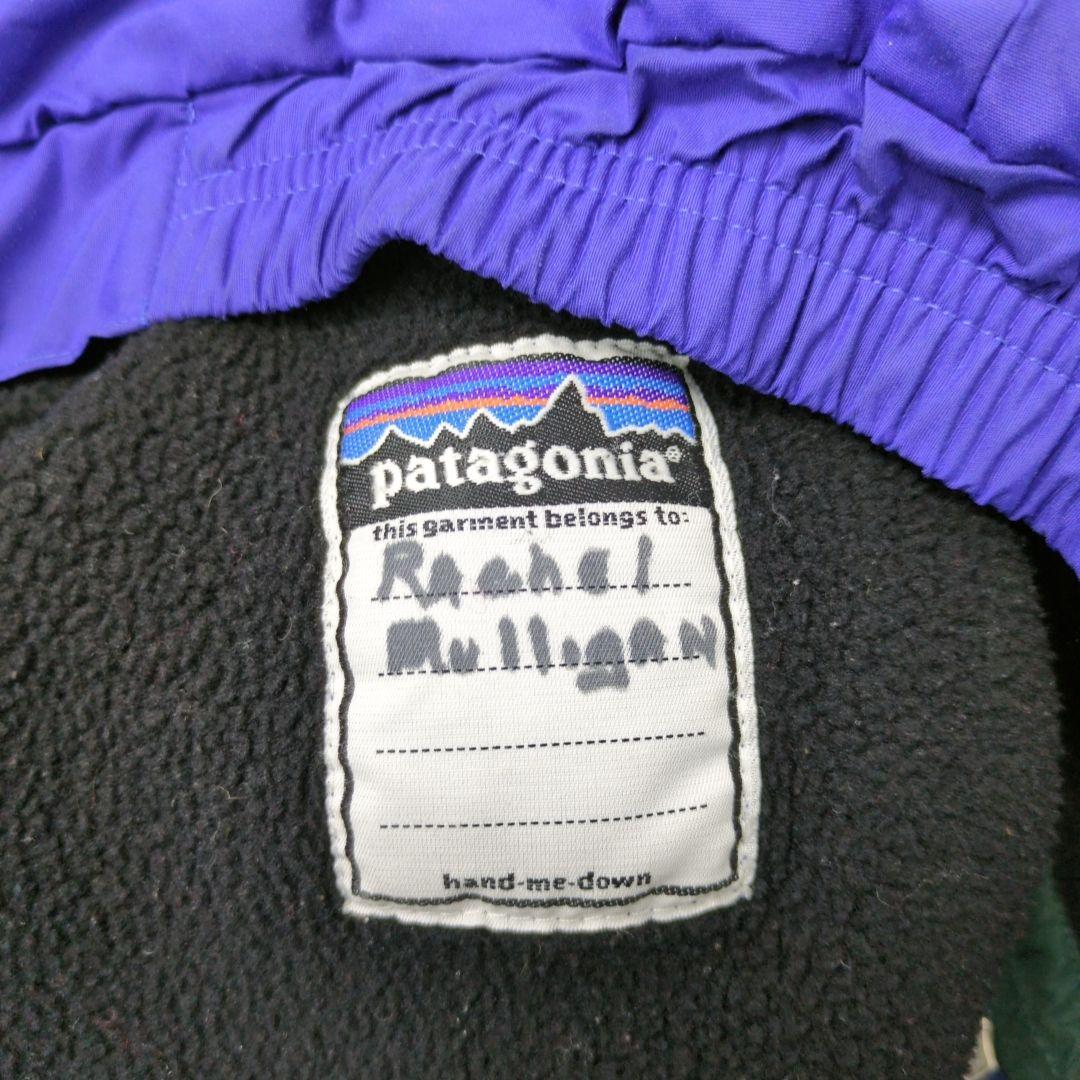 patagonia®
this garment belongs to:
Rachel
Mulligan
hand-me-down